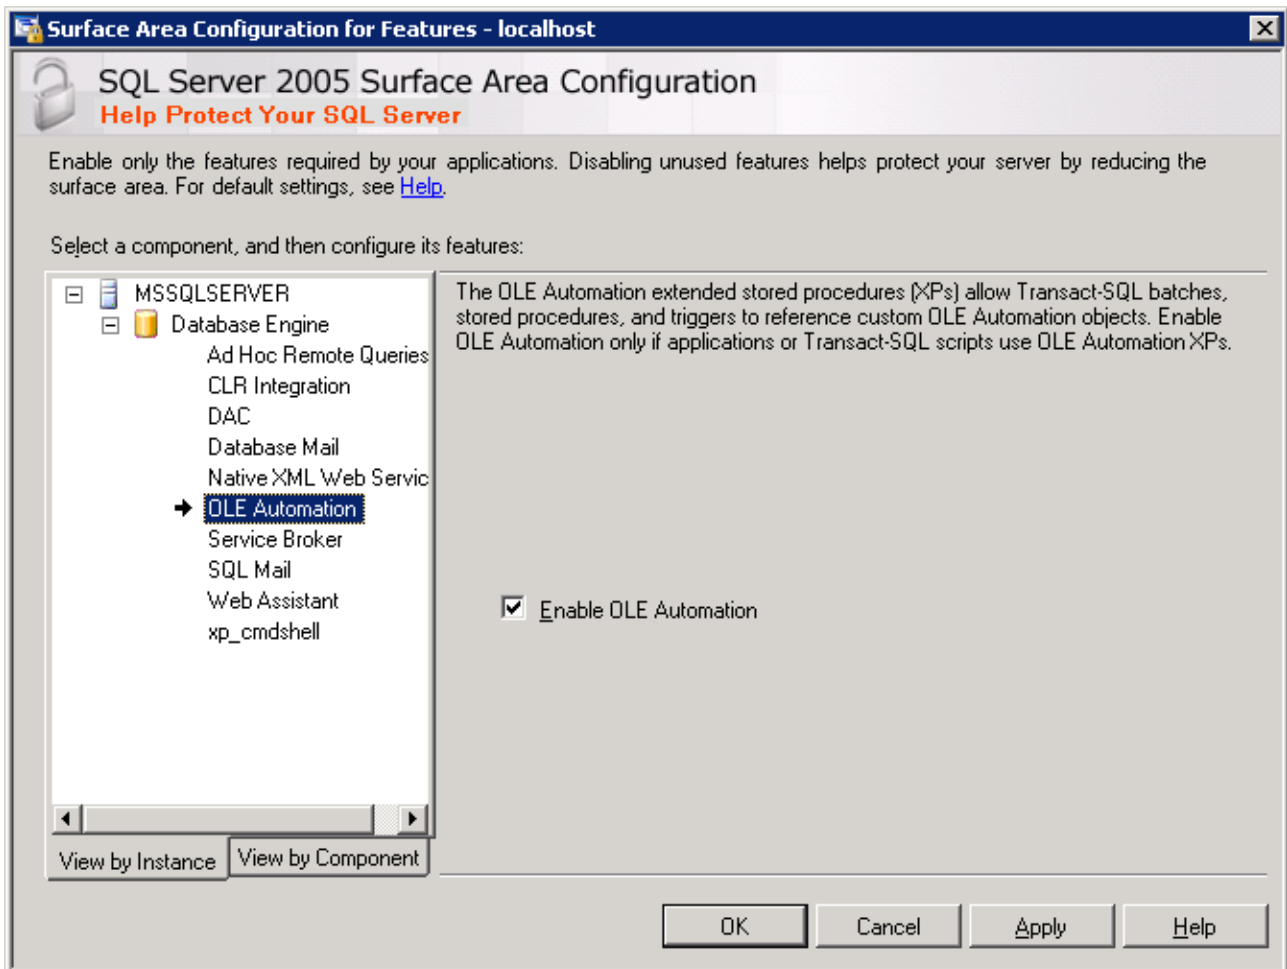 Surface Area Configuration for Features - localhost
SQL Server 2005 Surface Area Configuration
Help Protect Your SQL Server
Enable only the features required by your applications. Disabling unused features helps protect your server by reducing the
surface area. For default settings, see Help.
Select a component, and then configure its features:
MSSQLSERVER
Database Engine
Ad Hoc Remote Queries
CLR Integration
DAC
Database Mail
Native XML Web Servic
OLE Automation
Service Broker
SQL Mail
Web Assistant
xp_cmdshell
View by Instance
View by Component
The OLE Automation extended stored procedures (XPs) allow Transact-SQL batches,
stored procedures, and triggers to reference custom OLE Automation objects. Enable
OLE Automation only if applications or Transact-SQL scripts use OLE Automation XPs.
Enable OLE Automation
OK
Cancel
Apply
Help